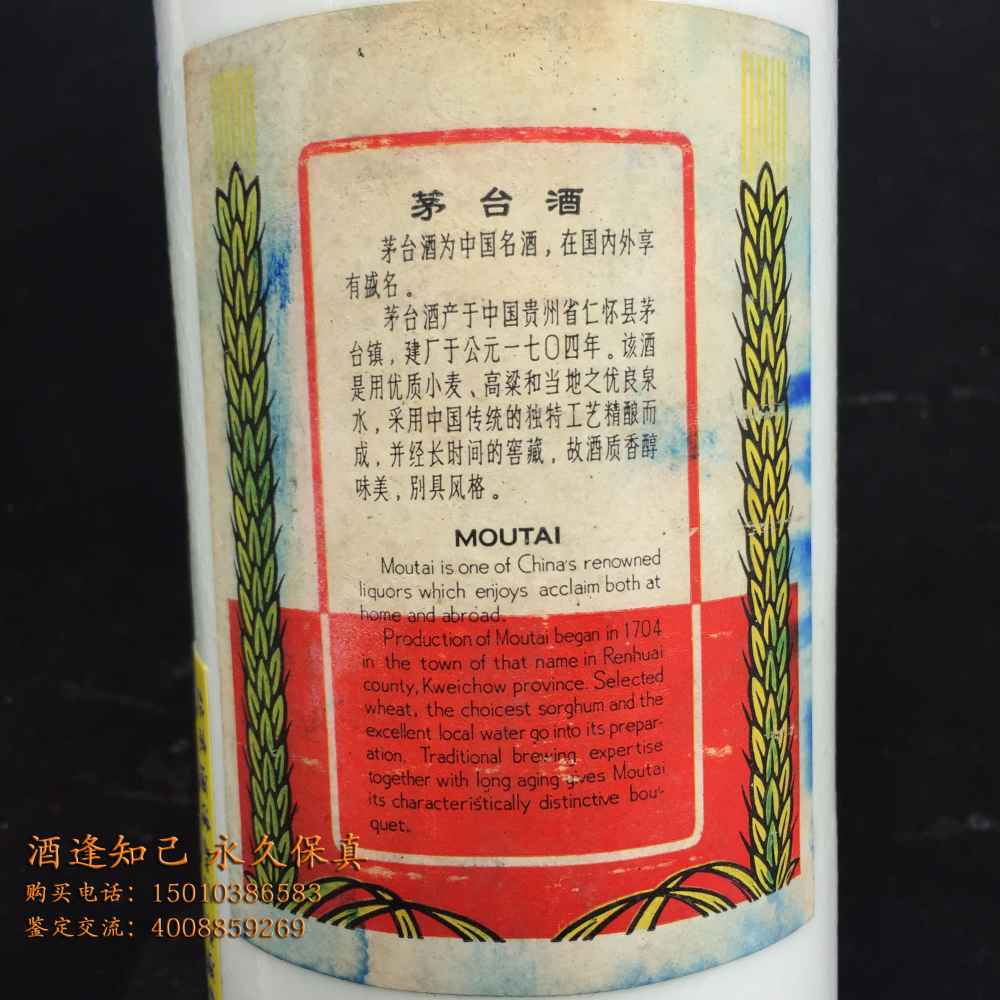 茅台酒
茅台酒为中国名酒，在国内外享
有盛名。
茅台酒产于中国贵州省仁怀县茅
台镇，建厂于公元一七〇四年。该酒
是用优质小麦、高粱和当地之优良泉
水，采用中国传统的独特工艺精酿而
成，并经长时间的窖藏，故酒质香醇
味美，别具风格。
MOUTAI
Moutai is one of China's renowned
liquors which enjoys acclaim both at
home and abroad.
Production of Moutai began in 1704
in the town of that name in Renhuai
county, Kweichow province. Selected
wheat, the choicest sorghum and the
excellent local water go into its prepar-
ation. Traditional brewing expertise
together with long aging gives Moutai
its characteristically distinctive bou-
quet.
酒逢知己 永久保真
购买电话：15010386583
鉴定交流：4008859269